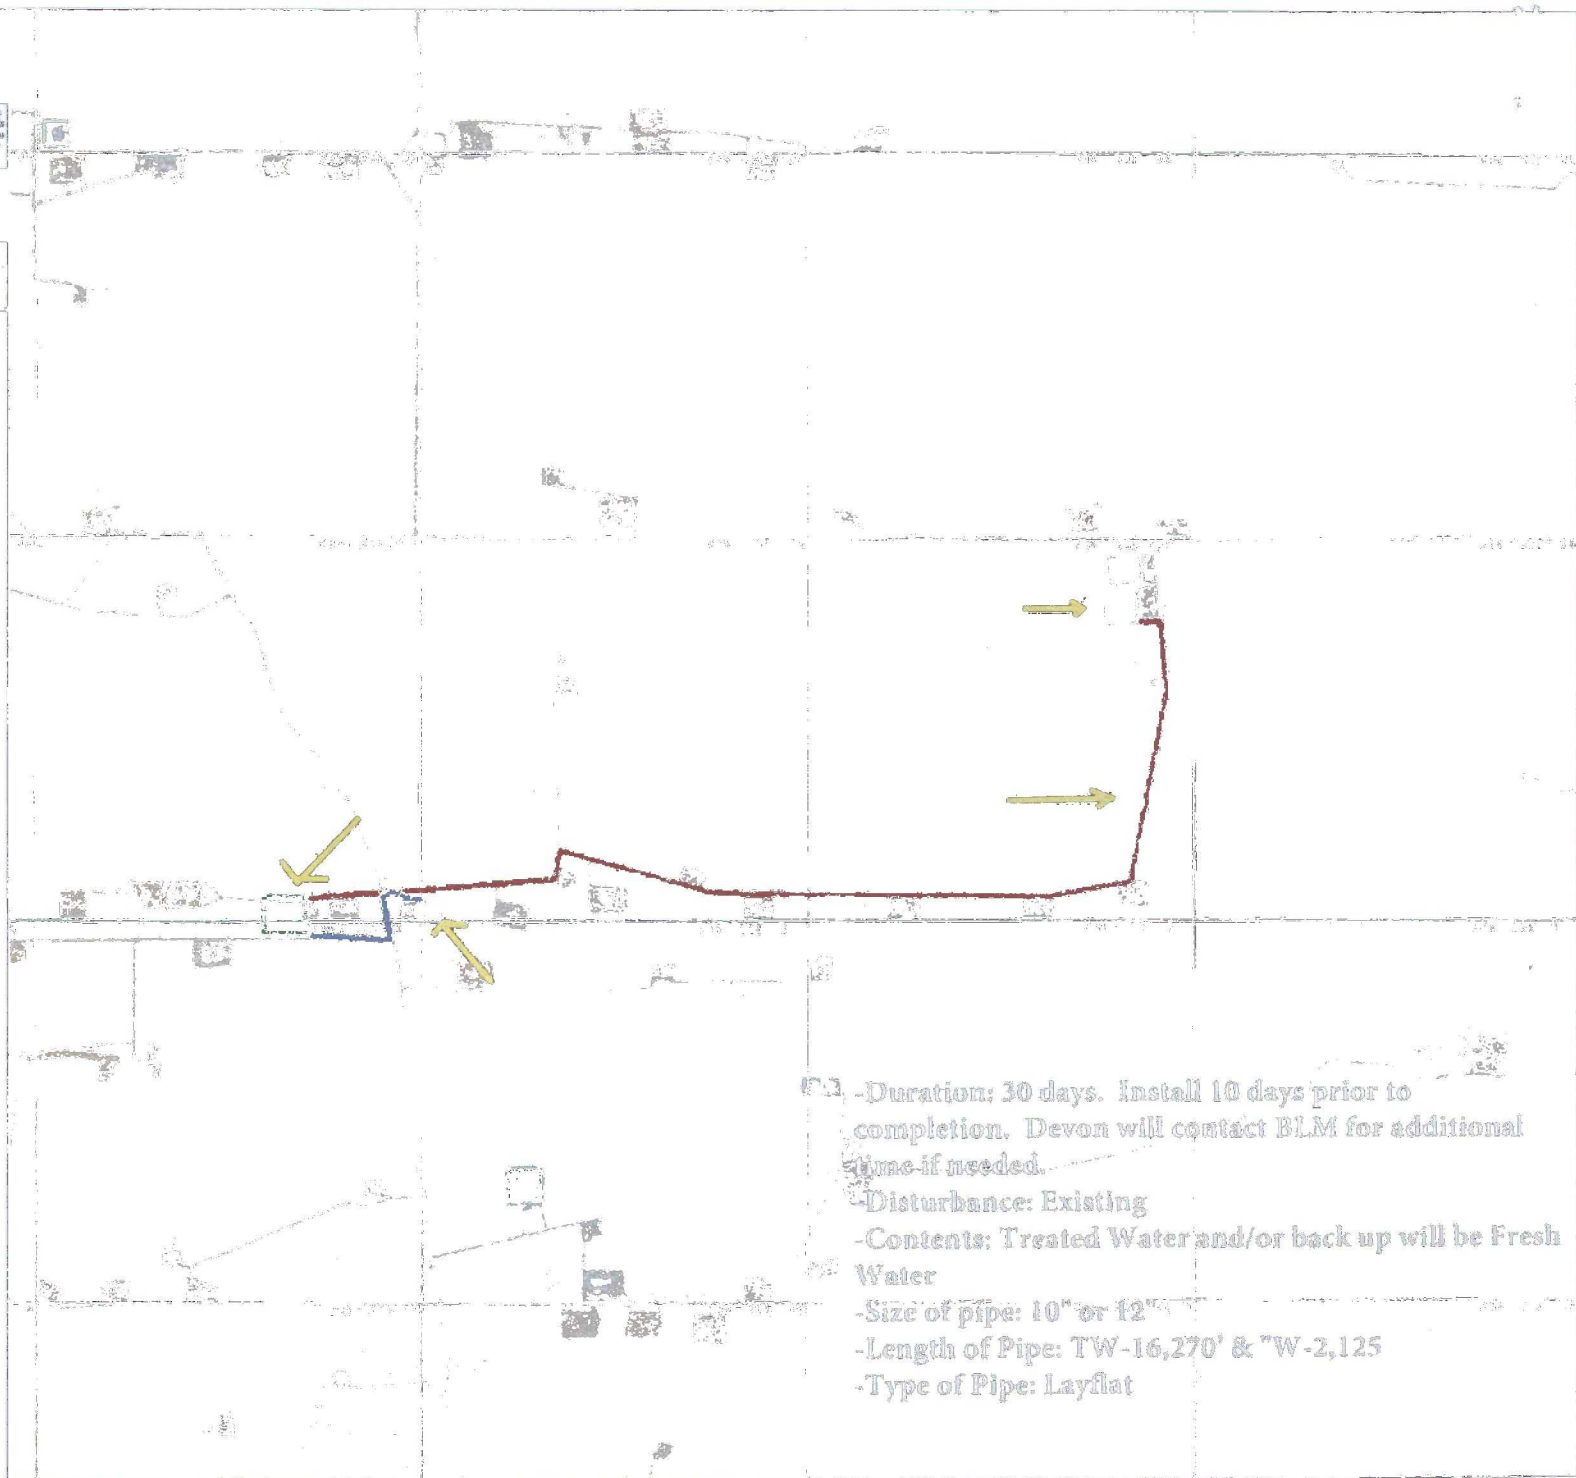 -Duration: 30 days. Install 10 days prior to
completion. Devon will contact BLM for additional
time if needed.
-Disturbance: Existing
-Contents: Treated Water and/or back up will be Fresh
Water
-Size of pipe: 10" or 12"
-Length of Pipe: TW-16,270' & "W-2,125
-Type of Pipe: Layflat